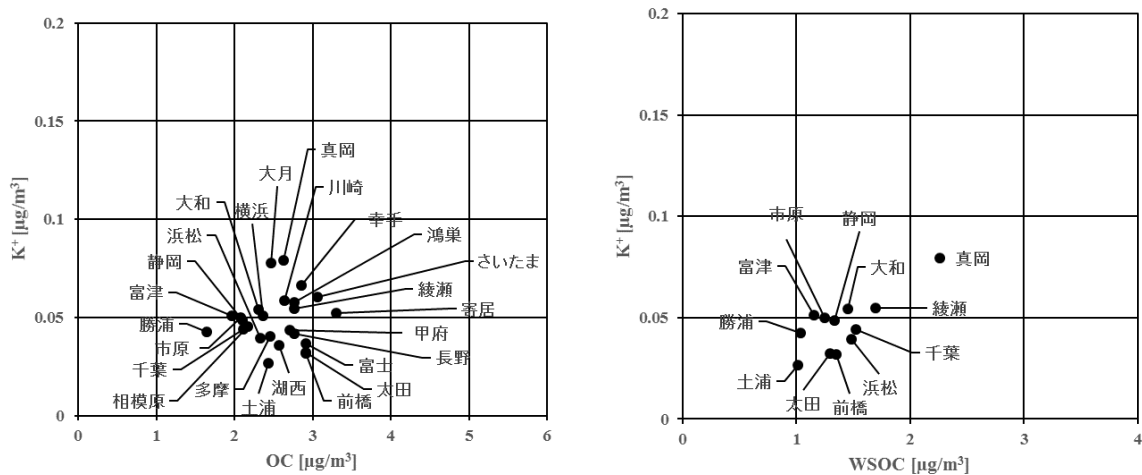 0.2
0.15
0.1
0.05
0
K⁺ [µg/m³]
真岡
大月
川崎
大和
横浜
幸手
浜松
鴻巣
静岡
さいたま
富津
綾瀬
寄居
勝浦
甲府
市原
長野
千葉
富士
多摩
湖西
太田
相模原
土浦
前橋
0
1
2
3
4
5
6
OC [µg/m³]
0.2
0.15
0.1
0.05
0
K⁺ [µg/m³]
市原
静岡
富津
大和
真岡
綾瀬
勝浦
千葉
土浦
浜松
太田
前橋
0
1
2
3
4
WSOC [µg/m³]